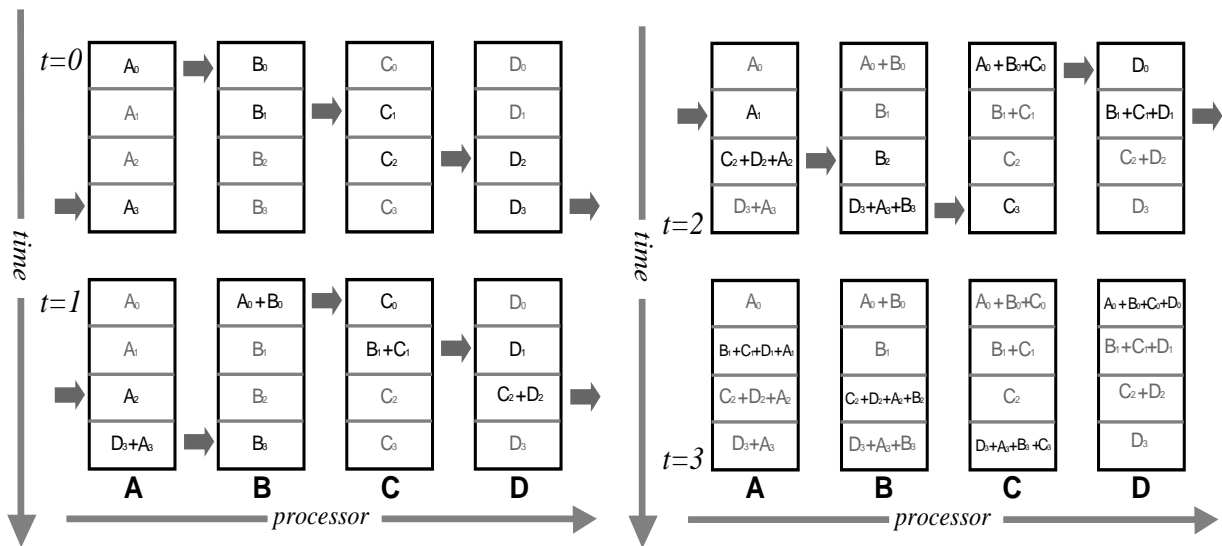 t=0
A₀ B₀ C₀ D₀
A₁ B₁ C₁ D₁
A₂ B₂ C₂ D₂
A₃ B₃ C₃ D₃
time
t=1
A₀ A₀+B₀ C₀ D₀
A₁ B₁ B₁+C₁ D₁
A₂ B₂ C₂ C₂+D₂
D₃+A₃ B₃ C₃ D₃
A B C D
processor
A₀ A₀+B₀ A₀+B₀+C₀ D₀
A₁ B₁ B₁+C₁ B₁+C₁+D₁
C₂+D₂+A₂ B₂ C₂ C₂+D₂
D₃+A₃ D₃+A₃+B₃ C₃ D₃
t=2
time
A₀ A₀+B₀ A₀+B₀+C₀ A₀+B₀+C₀+D₀
B₁+C₁+D₁+A₁ B₁ B₁+C₁ B₁+C₁+D₁
C₂+D₂+A₂ C₂+D₂+A₂+B₂ C₂ C₂+D₂
D₃+A₃ D₃+A₃+B₃ D₃+A₃+B₃+C₃ D₃
t=3
A B C D
processor